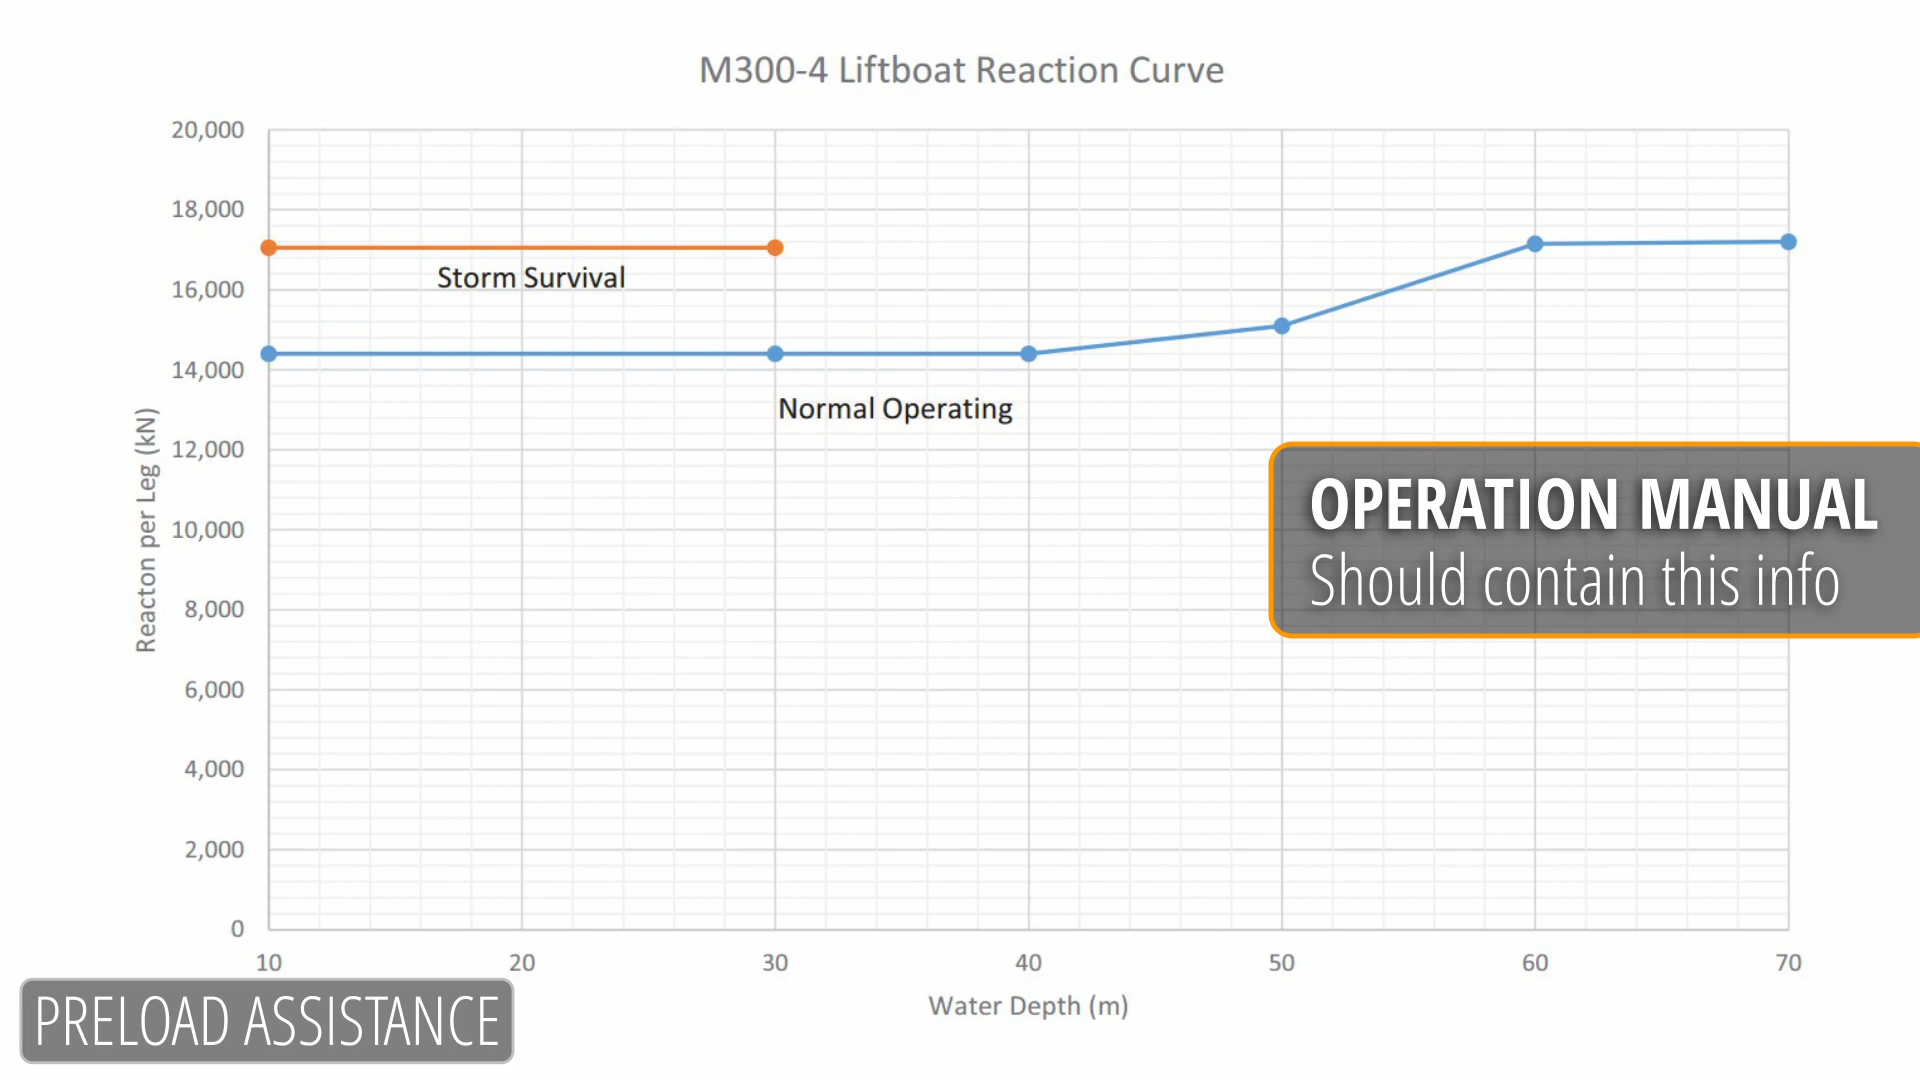 M300-4 Liftboat Reaction Curve
20,000
18,000
16,000
14,000
12,000
10,000
8,000
6,000
4,000
2,000
0
Reacton per Leg (kN)
Storm Survival
Normal Operating
OPERATION MANUAL
Should contain this info
10 20 30 40 50 60 70
Water Depth (m)
PRELOAD ASSISTANCE